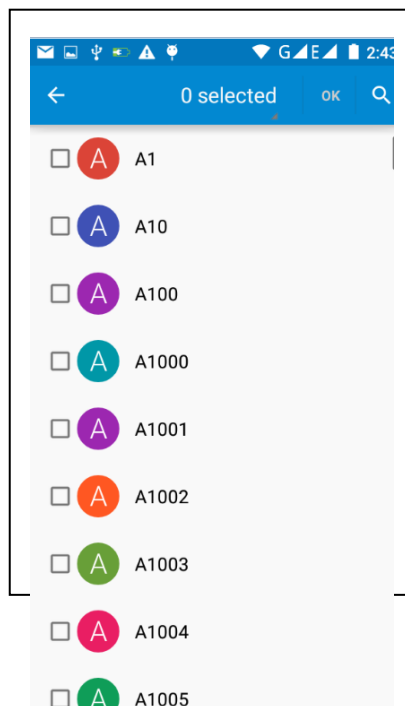 G E 2:43
0 selected OK
A A1
A A10
A A100
A A1000
A A1001
A A1002
A A1003
A A1004
A A1005